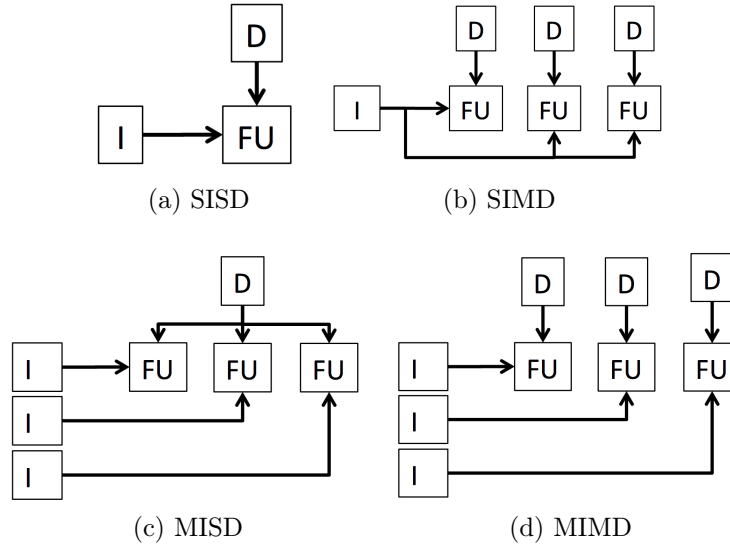 D
I FU
(a) SISD
D D D
I FU FU FU
(b) SIMD
D
I FU FU FU
I
I
(c) MISD
D D D
I FU FU FU
I
I
(d) MIMD